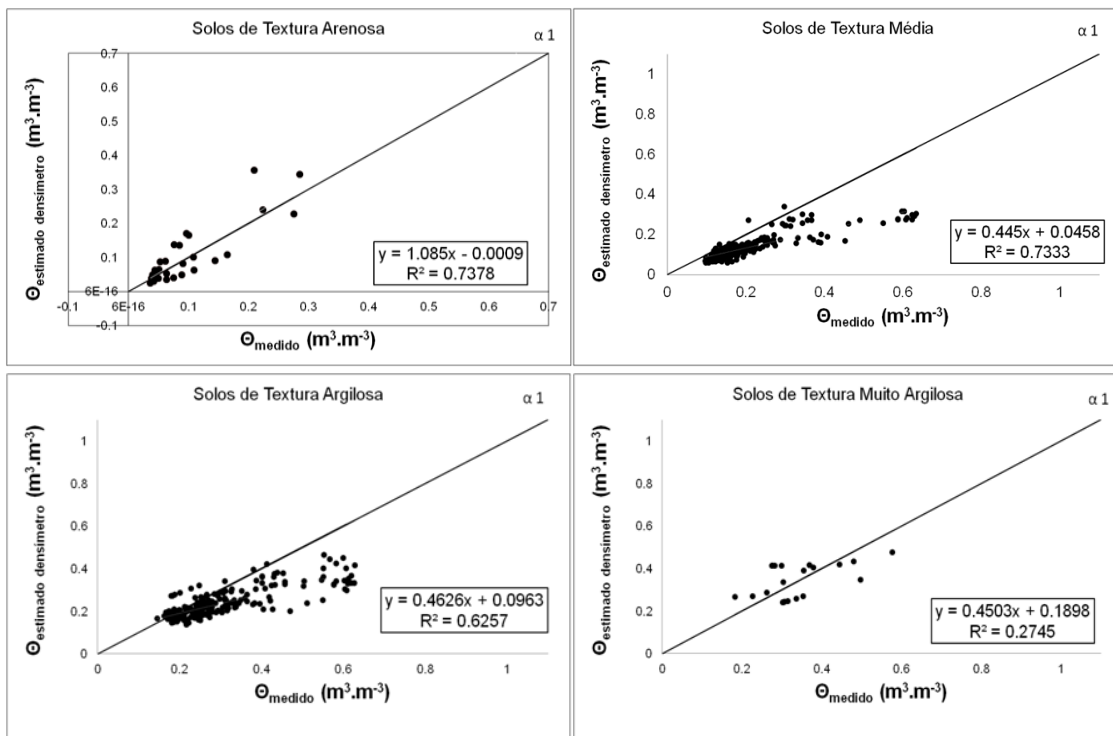 Solos de Textura Arenosa
α 1
Θestimado densímetro (m³.m⁻³)
0.7
0.6
0.5
0.4
0.3
0.2
0.1
6E-16
-0.1
-0.1 0.1 0.2 0.3 0.4 0.5 0.6 0.7
y = 1.085x - 0.0009
R² = 0.7378
Θmedido (m³.m⁻³)
Solos de Textura Média
α 1
Θestimado densímetro (m³.m⁻³)
1
0.8
0.6
0.4
0.2
0
0 0.2 0.4 0.6 0.8 1
y = 0.445x + 0.0458
R² = 0.7333
Θmedido (m³.m⁻³)
Solos de Textura Argilosa
α 1
Θestimado densímetro (m³.m⁻³)
1
0.8
0.6
0.4
0.2
0
0 0.2 0.4 0.6 0.8 1
y = 0.4626x + 0.0963
R² = 0.6257
Θmedido (m³.m⁻³)
Solos de Textura Muito Argilosa
α 1
Θestimado densímetro (m³.m⁻³)
1
0.8
0.6
0.4
0.2
0
0 0.2 0.4 0.6 0.8 1
y = 0.4503x + 0.1898
R² = 0.2745
Θmedido (m³.m⁻³)